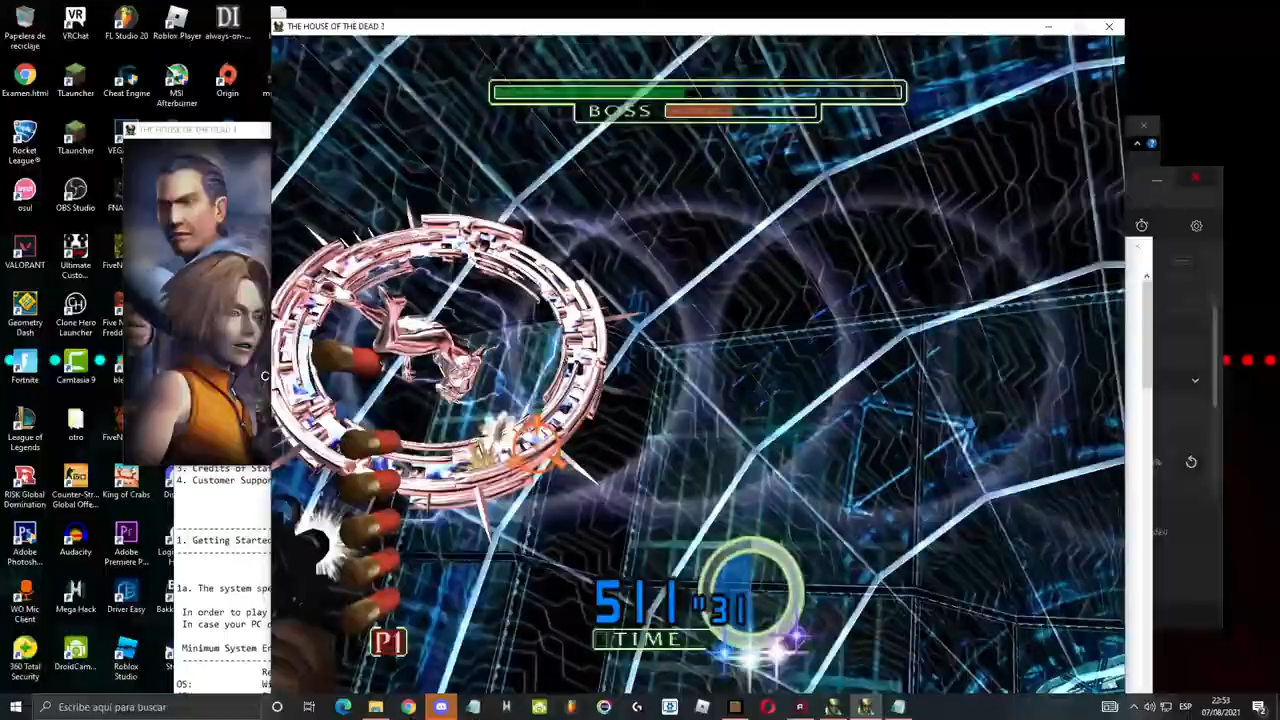 Papelera de
reciclaje
VR
VRChat
FL Studio 20
Roblox Player
DI
always-on-...
Examen.html
TLauncher
Cheat Engine
MSI
Afterburner
Origin
Rocket
League®
TLauncher
osu!
osu!
OBS Studio
VALORANT
Ultimate
Custo...
Geometry
Dash
Clone Hero
Launcher
Fortnite
Camtasia 9
League of
Legends
otro
RISK Global
Domination
Counter-Str...
Global Offe...
King of Crabs
Adobe
Photosh...
Audacity
Adobe
Premiere P...
WO Mic
Client
Mega Hack
Driver Easy
360 Total
Security
DroidCam...
Roblox
Studio
THE HOUSE OF THE DEAD 3
BOSS
511"31
TIME
P1
4. Customer Suppor
1. Getting Started
1a. The system spe
In order to play
In case your PC
Minimum System
OS:
Escribe aquí para buscar
ESP
22:53
07/08/2021